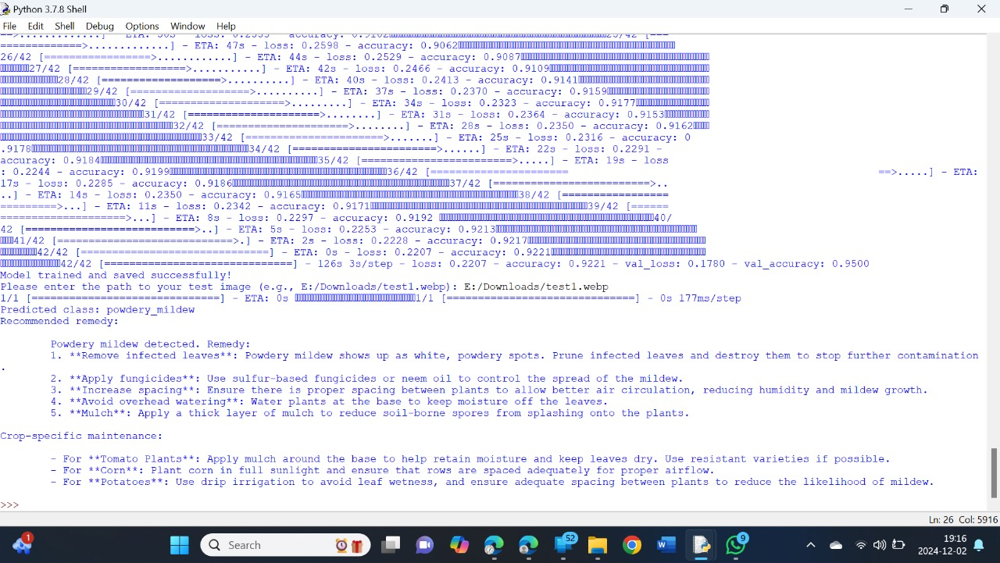 Python 3.7.8 Shell
File Edit Shell Debug Options Window Help
==============>.............] - ETA: 47s - loss: 0.2598 - accuracy: 0.9062
26/42 [=================>............] - ETA: 44s - loss: 0.2529 - accuracy: 0.9087
27/42 [==================>...........] - ETA: 42s - loss: 0.2466 - accuracy: 0.9109
28/42 [===================>..........] - ETA: 40s - loss: 0.2413 - accuracy: 0.9141
29/42 [===================>..........] - ETA: 37s - loss: 0.2370 - accuracy: 0.9159
30/42 [====================>.........] - ETA: 34s - loss: 0.2323 - accuracy: 0.9177
31/42 [=====================>........] - ETA: 31s - loss: 0.2364 - accuracy: 0.9153
32/42 [=====================>........] - ETA: 28s - loss: 0.2350 - accuracy: 0.9162
33/42 [======================>.......] - ETA: 25s - loss: 0.2316 - accuracy: 0
.9178 34/42 [=======================>......] - ETA: 22s - loss: 0.2291 -
accuracy: 0.9184 35/42 [========================>.....] - ETA: 19s - loss
: 0.2244 - accuracy: 0.9199 36/42 [====================== ==>.....] - ETA:
17s - loss: 0.2285 - accuracy: 0.9186 37/42 [=========================>..
..] - ETA: 14s - loss: 0.2350 - accuracy: 0.9165 38/42 [=================
=========>...] - ETA: 11s - loss: 0.2342 - accuracy: 0.9171 39/42 [======
====================>...] - ETA: 8s - loss: 0.2297 - accuracy: 0.9192 40/
42 [===========================>..] - ETA: 5s - loss: 0.2253 - accuracy: 0.9213
41/42 [============================>.] - ETA: 2s - loss: 0.2228 - accuracy: 0.9217
42/42 [==============================] - ETA: 0s - loss: 0.2207 - accuracy: 0.9221
42/42 [==============================] - 126s 3s/step - loss: 0.2207 - accuracy: 0.9221 - val_loss: 0.1780 - val_accuracy: 0.9500
Model trained and saved successfully!
Please enter the path to your test image (e.g., E:/Downloads/test1.webp): E:/Downloads/test1.webp
1/1 [==============================] - ETA: 0s 1/1 [==============================] - 0s 177ms/step
Predicted class: powdery_mildew
Recommended remedy:
Powdery mildew detected. Remedy:
1. **Remove infected leaves**: Powdery mildew shows up as white, powdery spots. Prune infected leaves and destroy them to stop further contamination
.
2. **Apply fungicides**: Use sulfur-based fungicides or neem oil to control the spread of the mildew.
3. **Increase spacing**: Ensure there is proper spacing between plants to allow better air circulation, reducing humidity and mildew growth.
4. **Avoid overhead watering**: Water plants at the base to keep moisture off the leaves.
5. **Mulch**: Apply a thick layer of mulch to reduce soil-borne spores from splashing onto the plants.
Crop-specific maintenance:
- For **Tomato Plants**: Apply mulch around the base to help retain moisture and keep leaves dry. Use resistant varieties if possible.
- For **Corn**: Plant corn in full sunlight and ensure that rows are spaced adequately for proper airflow.
- For **Potatoes**: Use drip irrigation to avoid leaf wetness, and ensure adequate spacing between plants to reduce the likelihood of mildew.
>>>
Ln: 26 Col: 5916
1
Search
52
9
19:16
2024-12-02